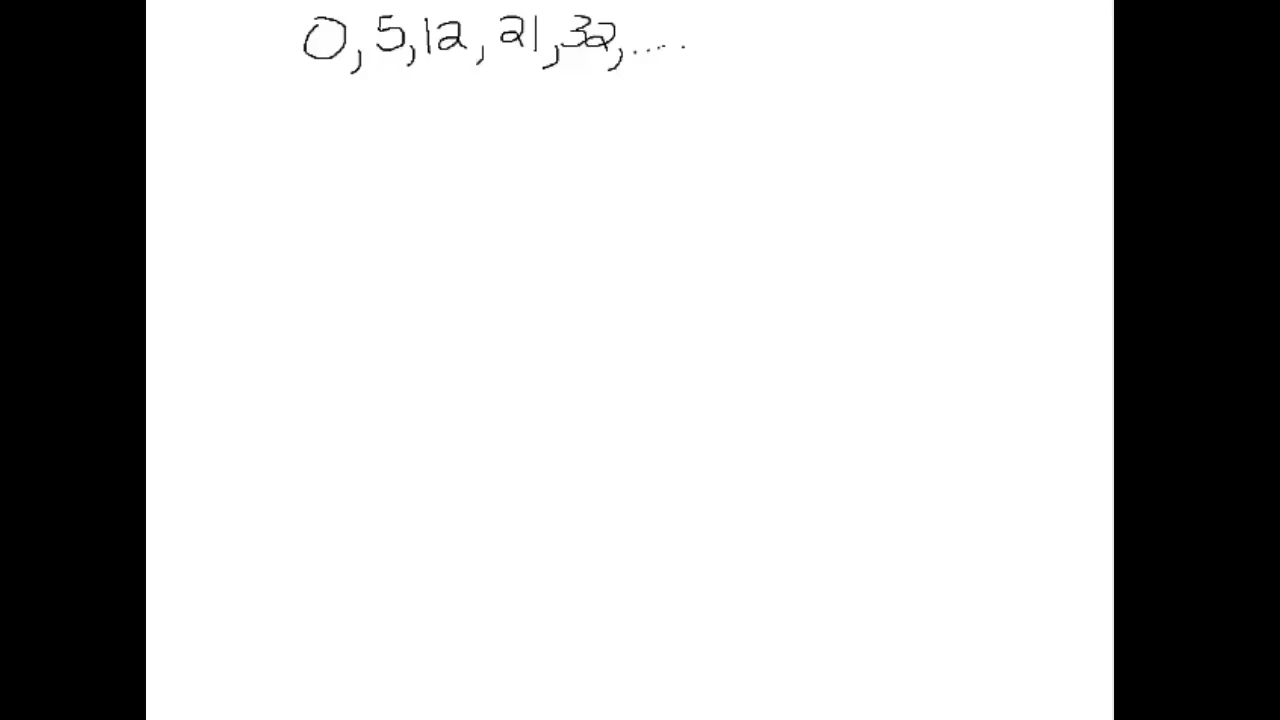 0, 5, 12, 21, 32, .....